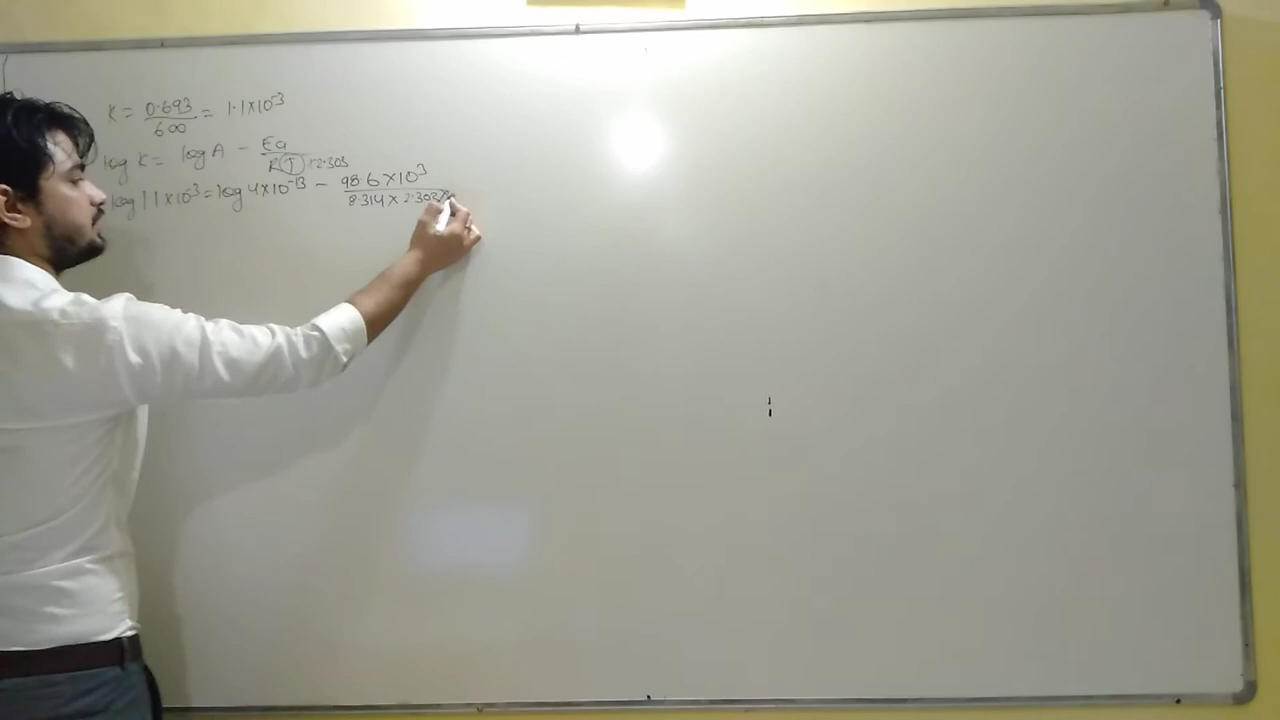 K = 0.693/600 = 1.1×10⁻³
log K = log A - Ea/R T ×2.303
log 1.1×10⁻³ = log 4×10⁻¹³ - 98.6×10³/8.314×2.303×